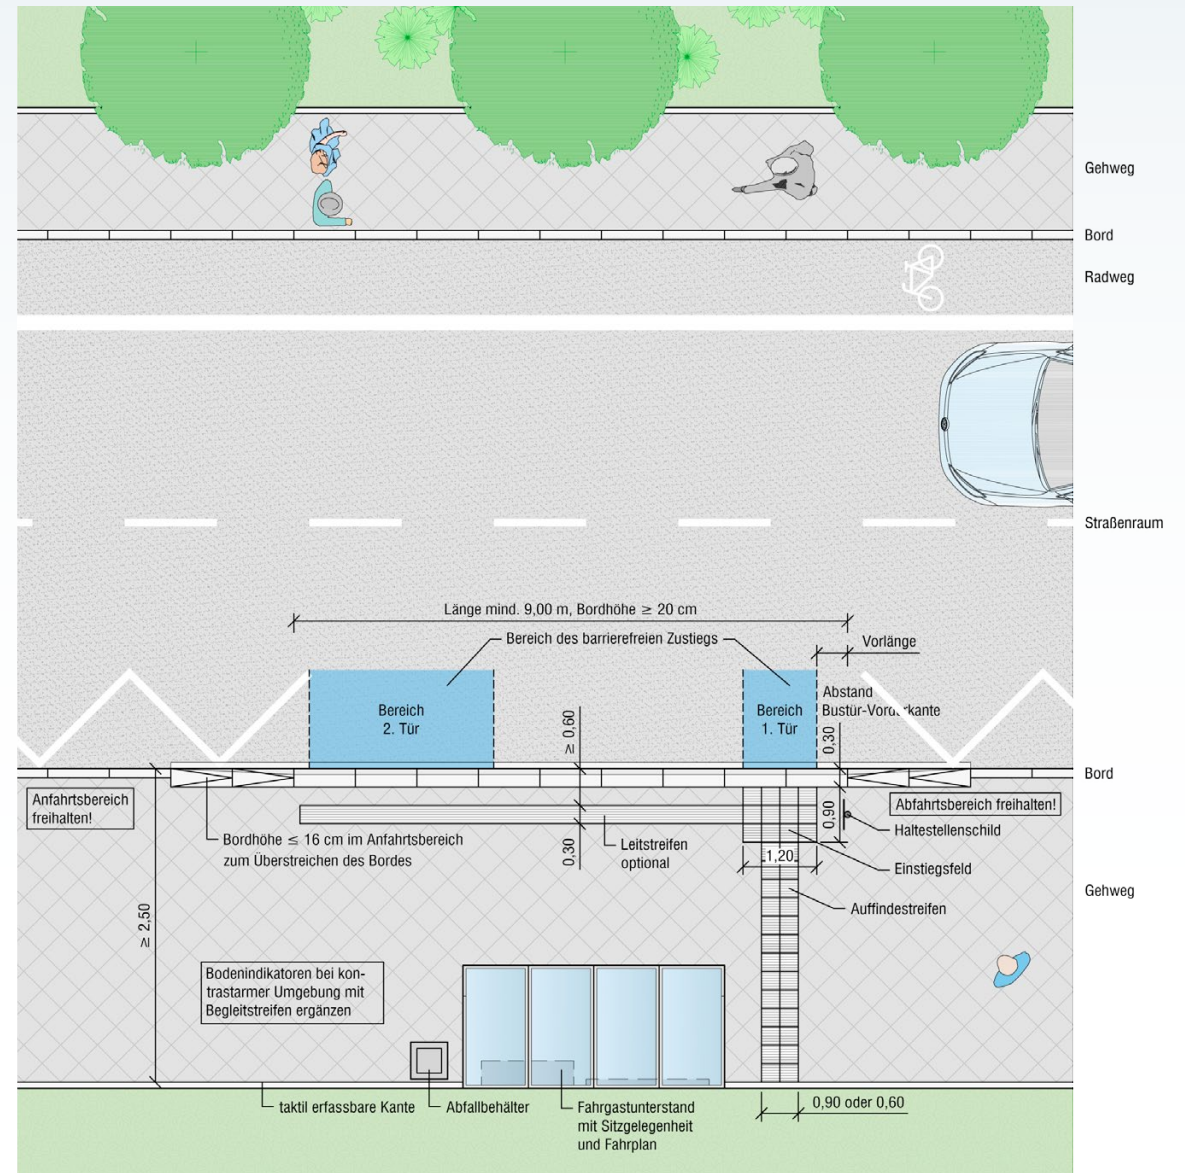 Gehweg
Bord
Radweg
Straßenraum
Länge mind. 9,00 m, Bordhöhe ≥ 20 cm
Bereich des barrierefreien Zustiegs
Vorlänge
Bereich
2. Tür
≥ 0,60
Bereich
1. Tür
Abstand
Bustür-Vorderkante
0,30
Bord
Anfahrtsbereich
freihalten!
Abfahrtsbereich freihalten!
0,90
Haltestellenschild
Bordhöhe ≤ 16 cm im Anfahrtsbereich
zum Überstreichen des Bordes
0,30
Leitstreifen
optional
1,20
Einstiegsfeld
Gehweg
Auffindestreifen
≥ 2,50
Bodenindikatoren bei kon-
trastarmer Umgebung mit
Begleitstreifen ergänzen
taktil erfassbare Kante
Abfallbehälter
Fahrgastunterstand
mit Sitzgelegenheit
und Fahrplan
0,90 oder 0,60